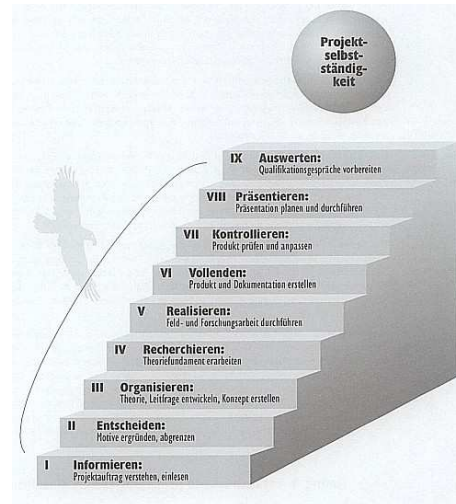 Projekt-
selbst-
ständig-
keit
IX Auswerten:
Qualifikationsgespräche vorbereiten
VIII Präsentieren:
Präsentation planen und durchführen
VII Kontrollieren:
Produkt prüfen und anpassen
VI Vollenden:
Produkt und Dokumentation erstellen
V Realisieren:
Feld- und Forschungsarbeit durchführen
IV Recherchieren:
Theoriefundament erarbeiten
III Organisieren:
Theorie, Leitfrage entwickeln, Konzept erstellen
II Entscheiden:
Motive ergründen, abgrenzen
I Informieren:
Projektauftrag verstehen, einlesen